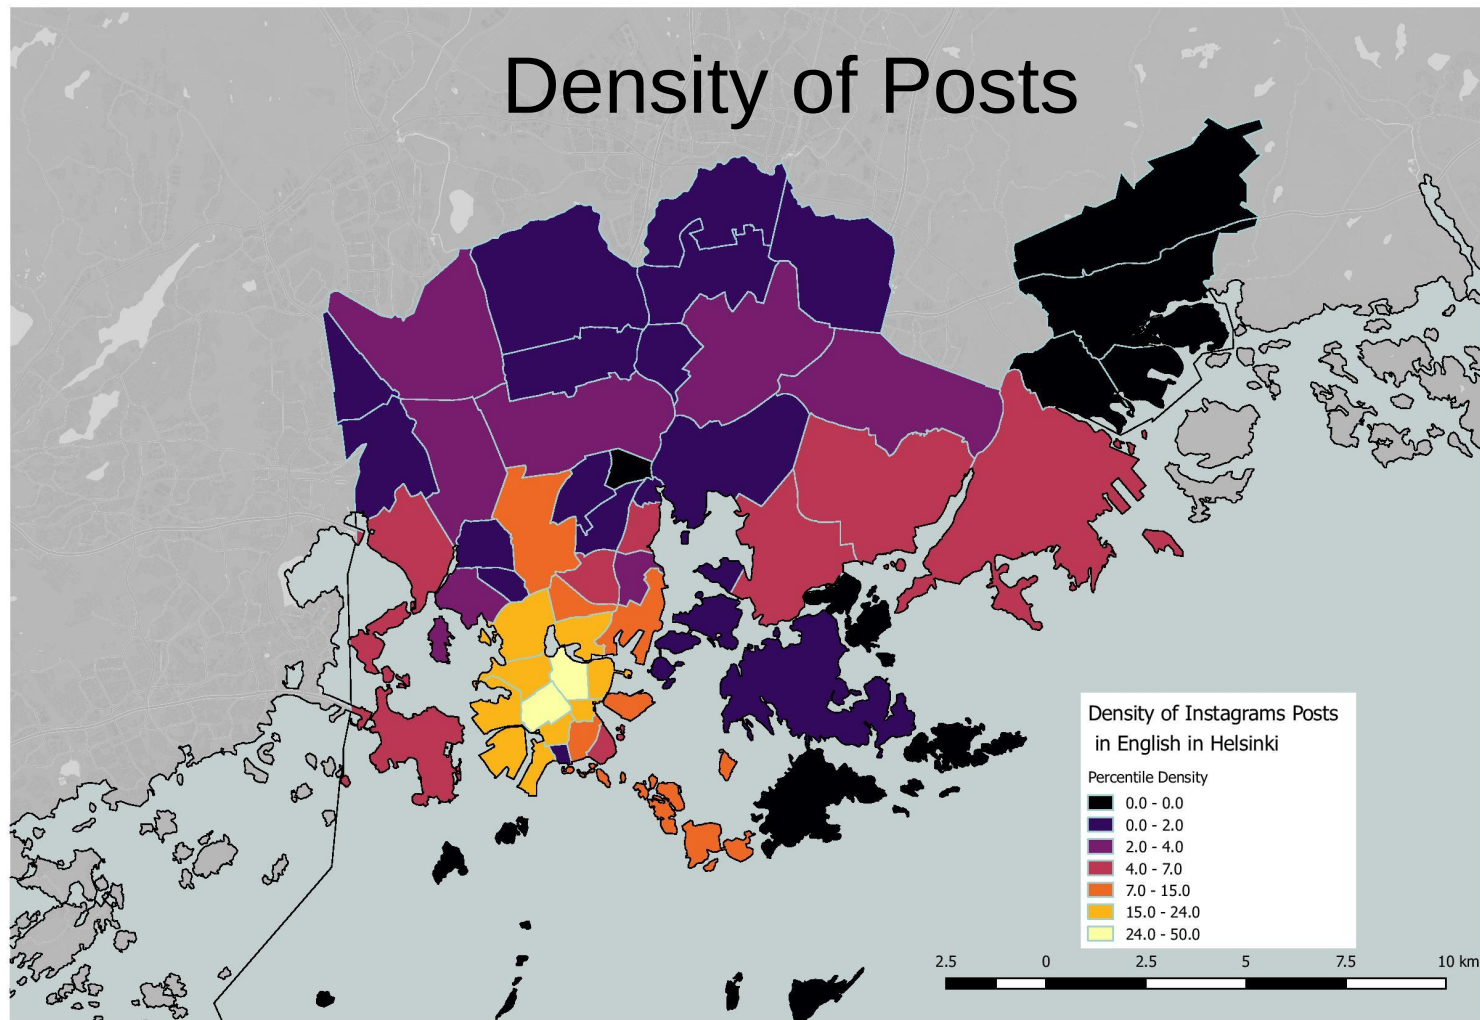 Density of Posts
Density of Instagrams Posts
in English in Helsinki
Percentile Density
0.0 - 0.0
0.0 - 2.0
2.0 - 4.0
4.0 - 7.0
7.0 - 15.0
15.0 - 24.0
24.0 - 50.0
2.5 0 2.5 5 7.5 10 km